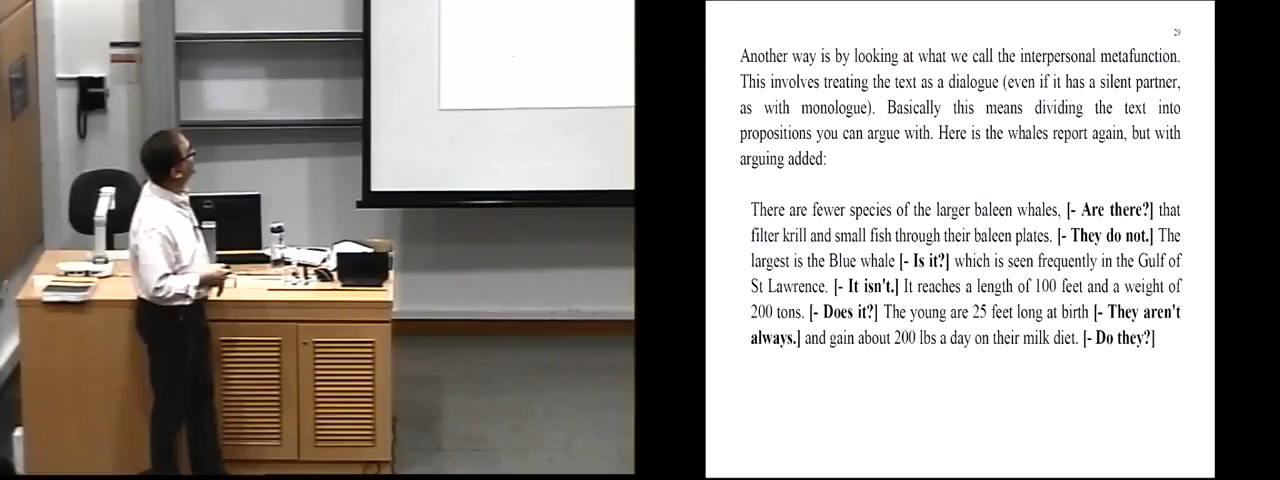 29
Another way is by looking at what we call the interpersonal metafunction.
This involves treating the text as a dialogue (even if it has a silent partner,
as with monologue). Basically this means dividing the text into
propositions you can argue with. Here is the whales report again, but with
arguing added:
There are fewer species of the larger baleen whales, [- Are there?] that
filter krill and small fish through their baleen plates. [- They do not.] The
largest is the Blue whale [- Is it?] which is seen frequently in the Gulf of
St Lawrence. [- It isn't.] It reaches a length of 100 feet and a weight of
200 tons. [- Does it?] The young are 25 feet long at birth [- They aren't
always.] and gain about 200 lbs a day on their milk diet. [- Do they?]